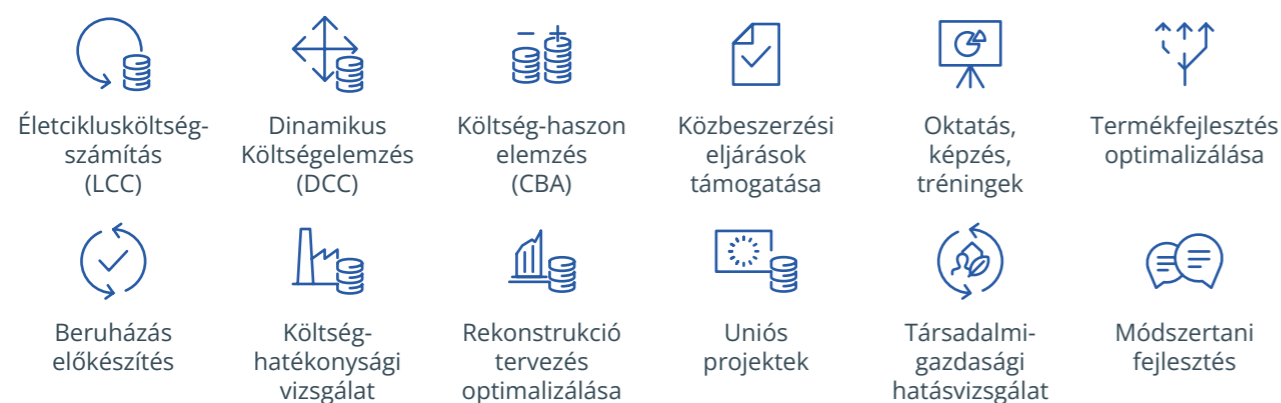 Életciklusköltség-
számítás
(LCC)
Dinamikus
Költségelemzés
(DCC)
Költség-haszon
elemzés
(CBA)
Közbeszerzési
eljárások
támogatása
Oktatás,
képzés,
tréningek
Termékfejlesztés
optimalizálása
Beruházás
előkészítés
Költség-
hatékonysági
vizsgálat
Rekonstrukció
tervezés
optimalizálása
Uniós
projektek
Társadalmi-
gazdasági
hatásvizsgálat
Módszertani
fejlesztés